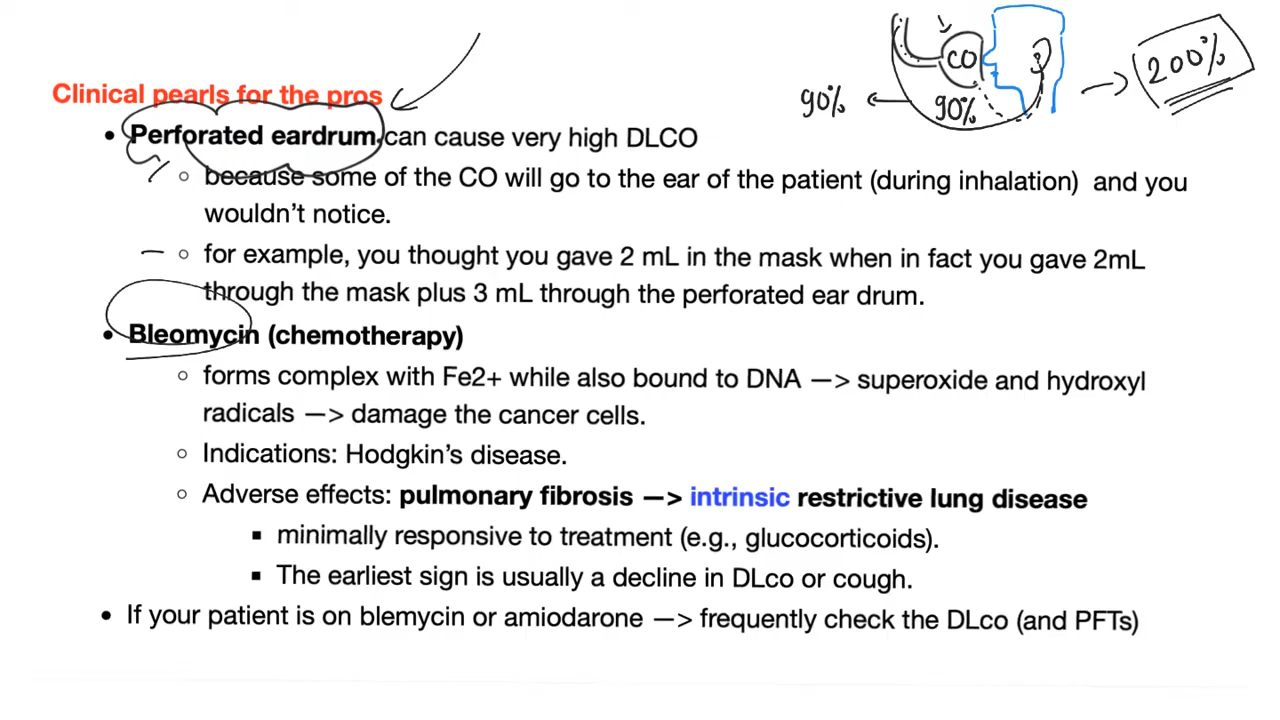 CO
200%
90%
90%
Clinical pearls for the pros
• Perforated eardrum can cause very high DLCO
◦ because some of the CO will go to the ear of the patient (during inhalation) and you
wouldn't notice.
◦ for example, you thought you gave 2 mL in the mask when in fact you gave 2mL
through the mask plus 3 mL through the perforated ear drum.
• Bleomycin (chemotherapy)
◦ forms complex with Fe2+ while also bound to DNA —> superoxide and hydroxyl
radicals —> damage the cancer cells.
◦ Indications: Hodgkin's disease.
◦ Adverse effects: pulmonary fibrosis —> intrinsic restrictive lung disease
▪ minimally responsive to treatment (e.g., glucocorticoids).
▪ The earliest sign is usually a decline in DLco or cough.
• If your patient is on blemycin or amiodarone —> frequently check the DLco (and PFTs)